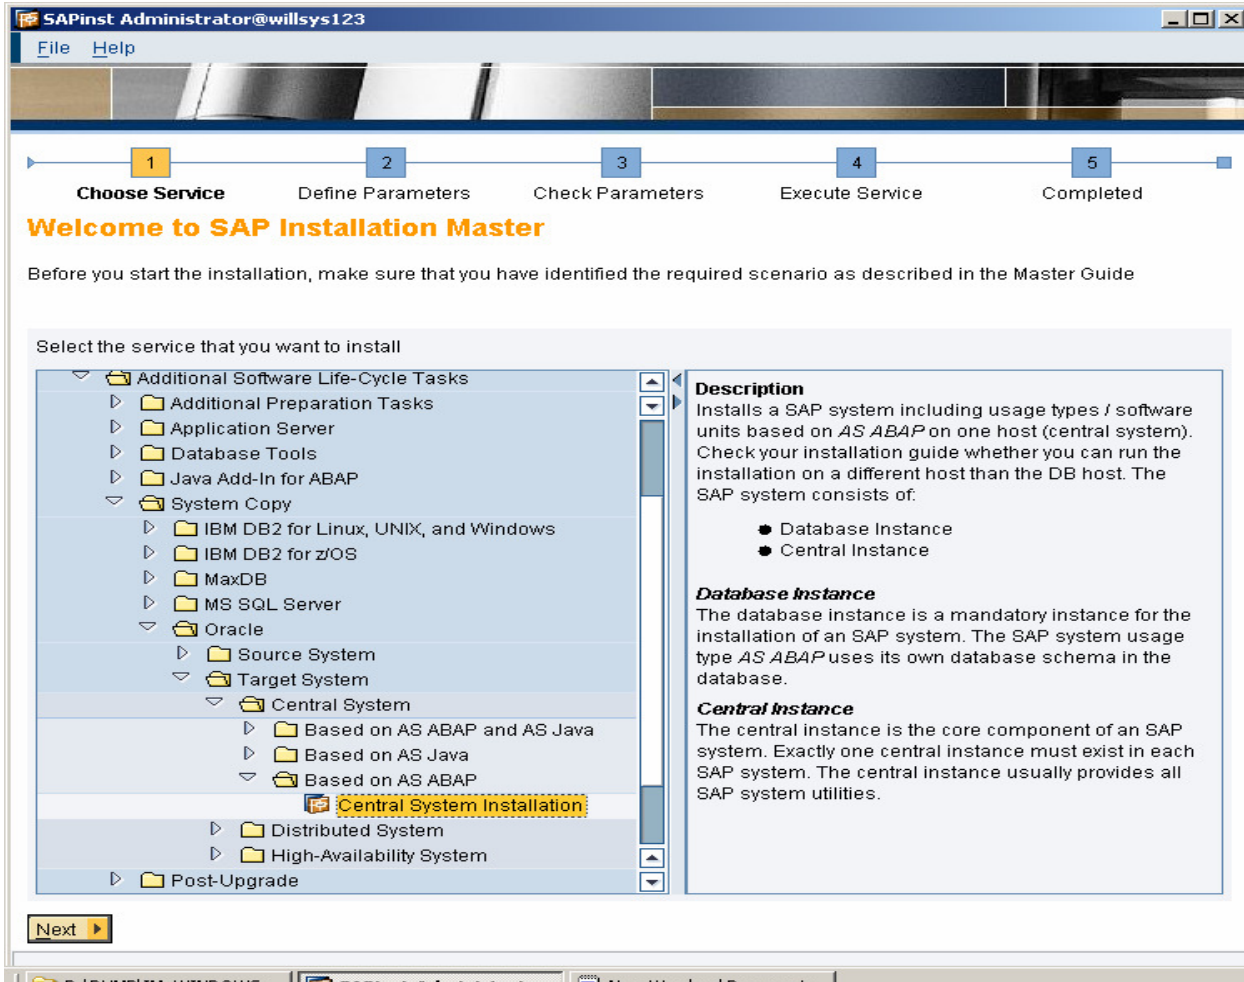 SAPinst Administrator@willsys123
File Help
1 2 3 4 5
Choose Service Define Parameters Check Parameters Execute Service Completed
Welcome to SAP Installation Master
Before you start the installation, make sure that you have identified the required scenario as described in the Master Guide
Select the service that you want to install
Additional Software Life-Cycle Tasks
Additional Preparation Tasks
Application Server
Database Tools
Java Add-In for ABAP
System Copy
IBM DB2 for Linux, UNIX, and Windows
IBM DB2 for z/OS
MaxDB
MS SQL Server
Oracle
Source System
Target System
Central System
Based on AS ABAP and AS Java
Based on AS Java
Based on AS ABAP
Central System Installation
Distributed System
High-Availability System
Post-Upgrade
Description
Installs a SAP system including usage types / software
units based on AS ABAP on one host (central system).
Check your installation guide whether you can run the
installation on a different host than the DB host. The
SAP system consists of:
Database Instance
Central Instance
Database Instance
The database instance is a mandatory instance for the
installation of an SAP system. The SAP system usage
type AS ABAP uses its own database schema in the
database.
Central Instance
The central instance is the core component of an SAP
system. Exactly one central instance must exist in each
SAP system. The central instance usually provides all
SAP system utilities.
Next